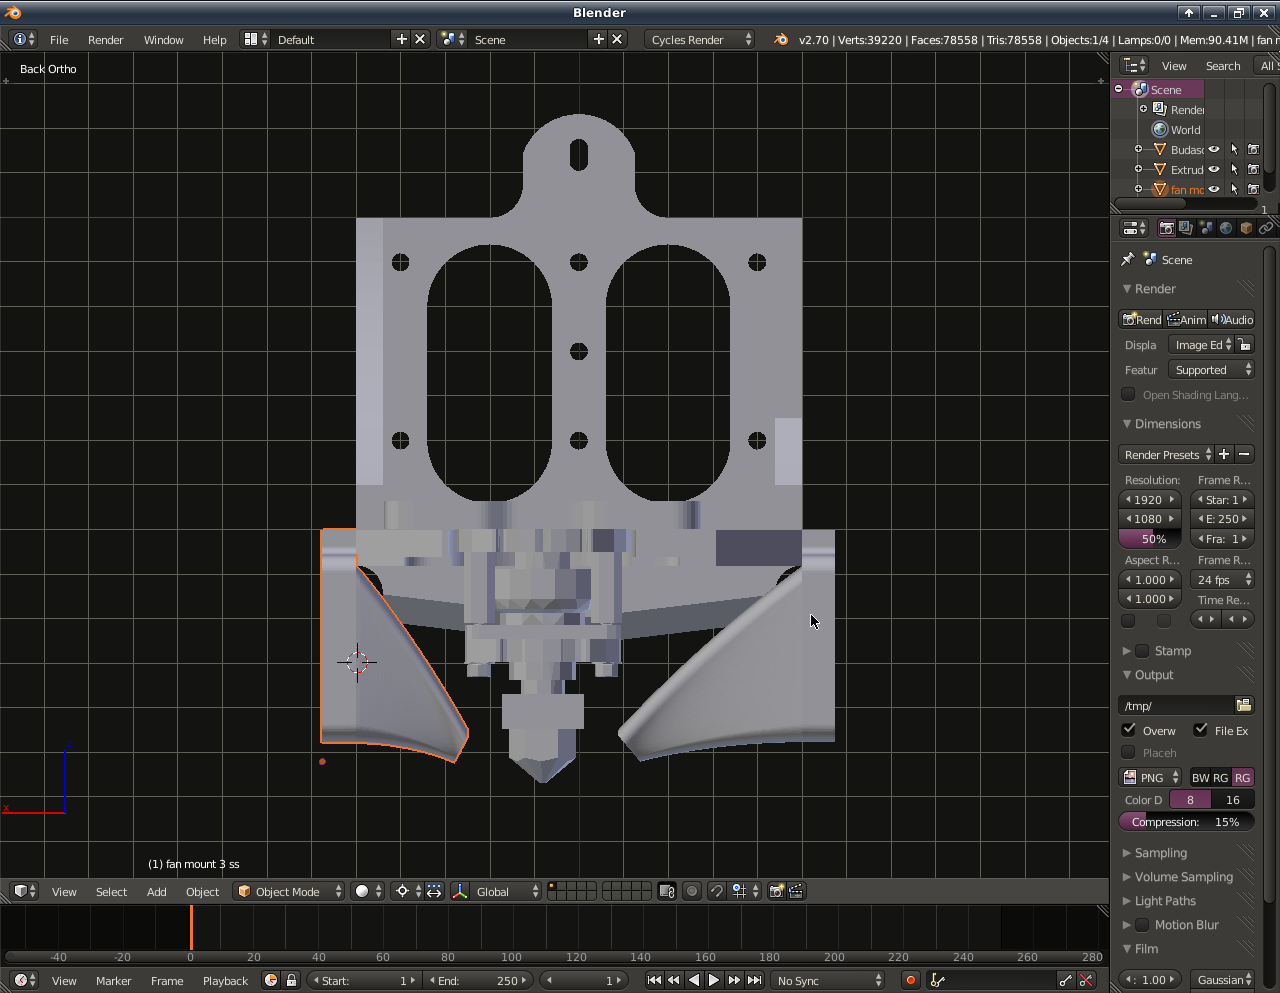 Blender
File Render Window Help Default Scene Cycles Render v2.70 | Verts:39220 | Faces:78558 | Tris:78558 | Objects:1/4 | Lamps:0/0 | Mem:90.41M | fan r
Back Ortho
View Search All S
Scene
Render
World
Budasc
Extrud
fan mo
1
Scene
Render
Rend Anim Audio
Displa Image Ed
Featur Supported
Open Shading Lang...
Dimensions
Render Presets
Resolution: Frame R...
1920 Star: 1
1080 E: 250
50% Fra: 1
Aspect R... Frame R...
1.000 24 fps
1.000 Time Re...
Stamp
Output
/tmp/
Overw File Ex
Placeh
PNG BW RG RG
Color D 8 16
Compression: 15%
Sampling
Volume Sampling
Light Paths
Motion Blur
Film
: 1.00 Gaussian
z
x
(1) fan mount 3 ss
View Select Add Object Object Mode Global
-40 -20 0 20 40 60 80 100 120 140 160 180 200 220 240 260 280
View Marker Frame Playback Start: 1 End: 250 1 No Sync